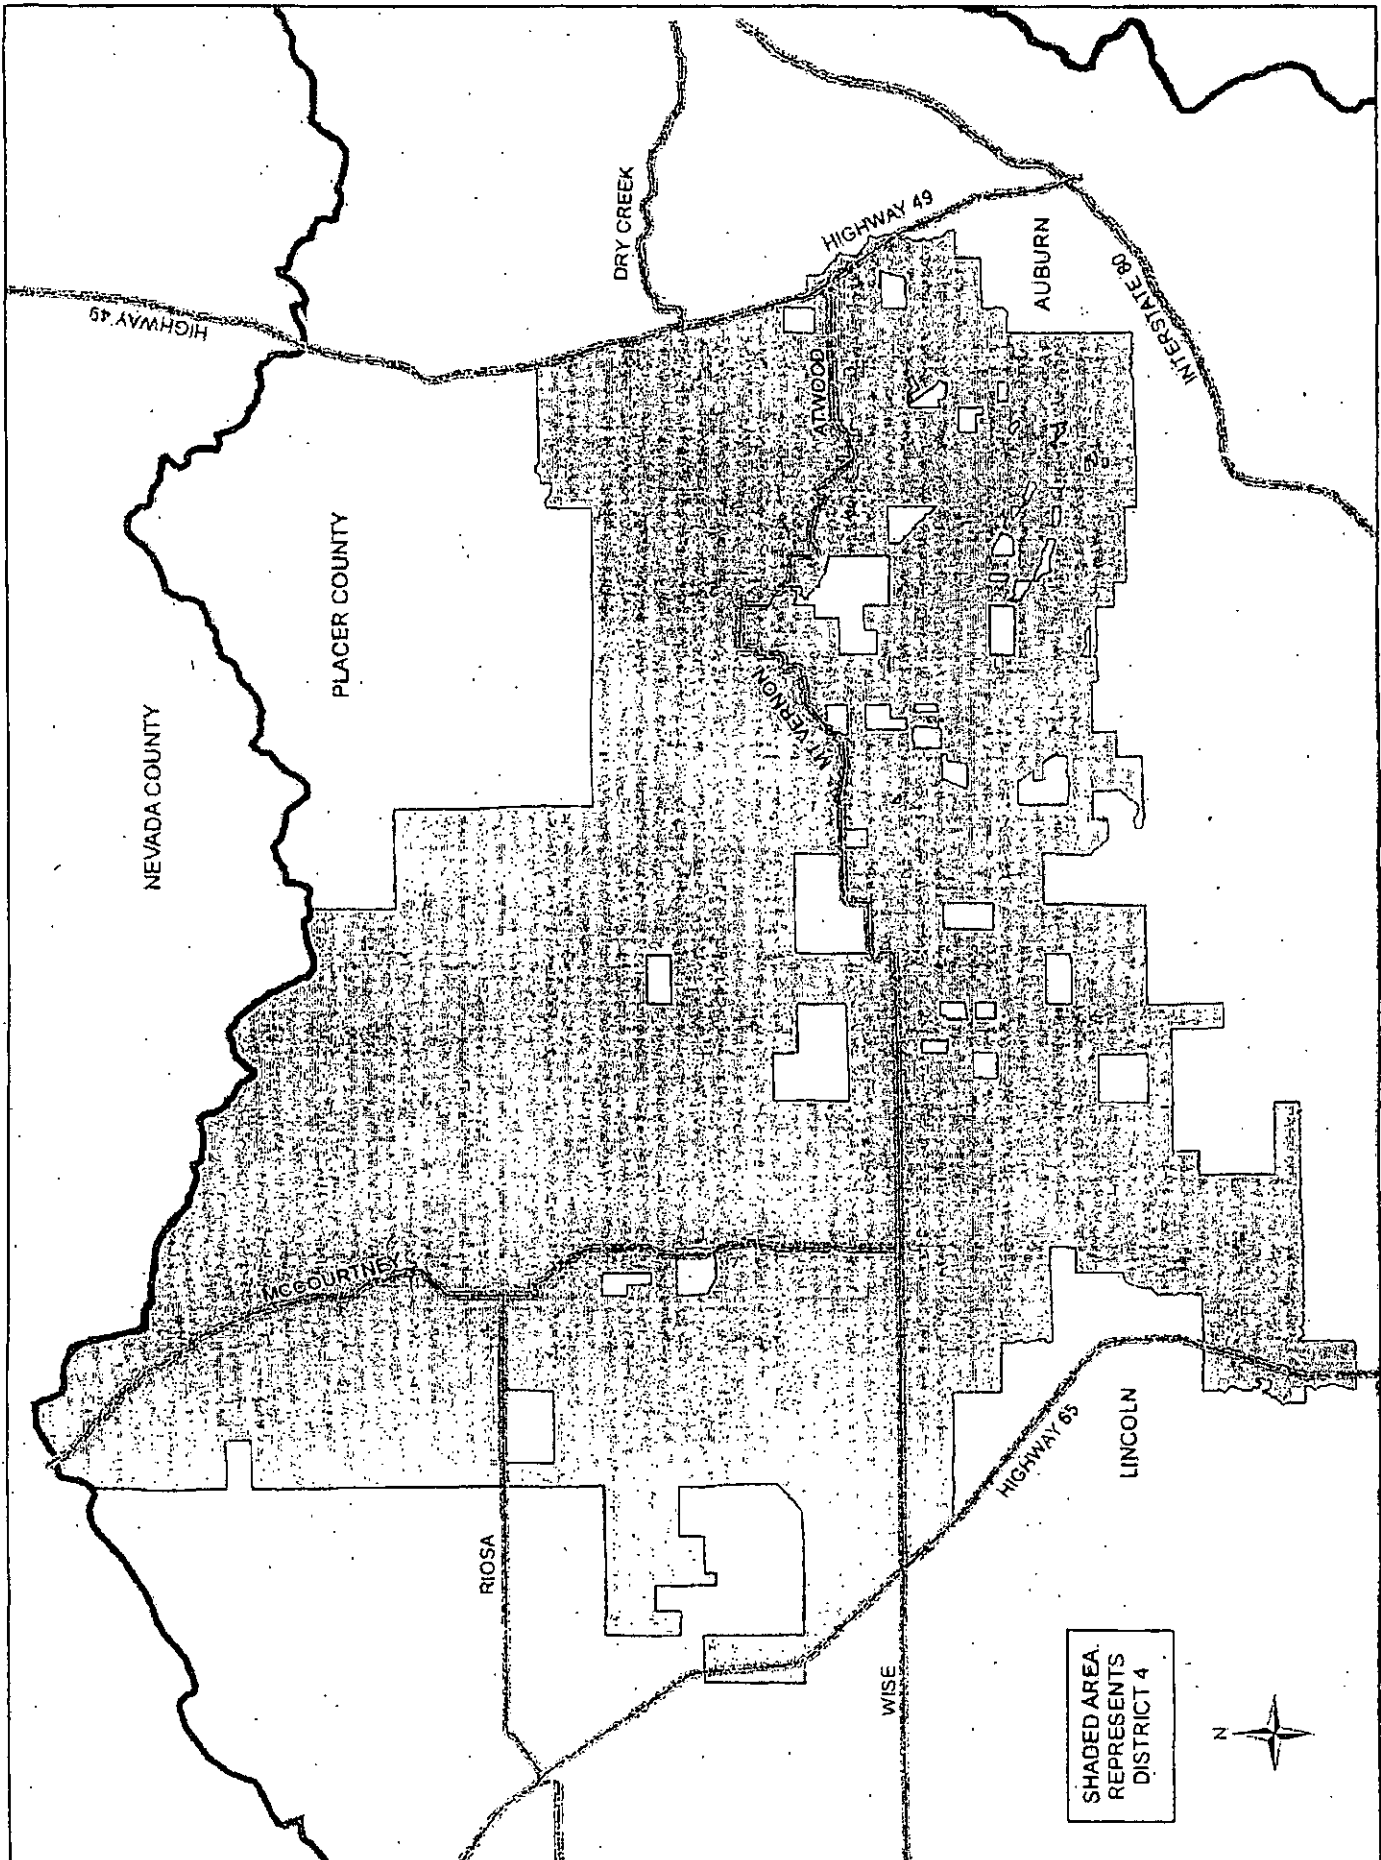 NEVADA COUNTY
PLACER COUNTY
HIGHWAY 49
DRY CREEK
HIGHWAY 49
ATWOOD
AUBURN
INTERSTATE 80
MT VERNON
MCCOURTNEY
RIOSA
WISE
HIGHWAY 65
LINCOLN
SHADED AREA
REPRESENTS
DISTRICT 4
N